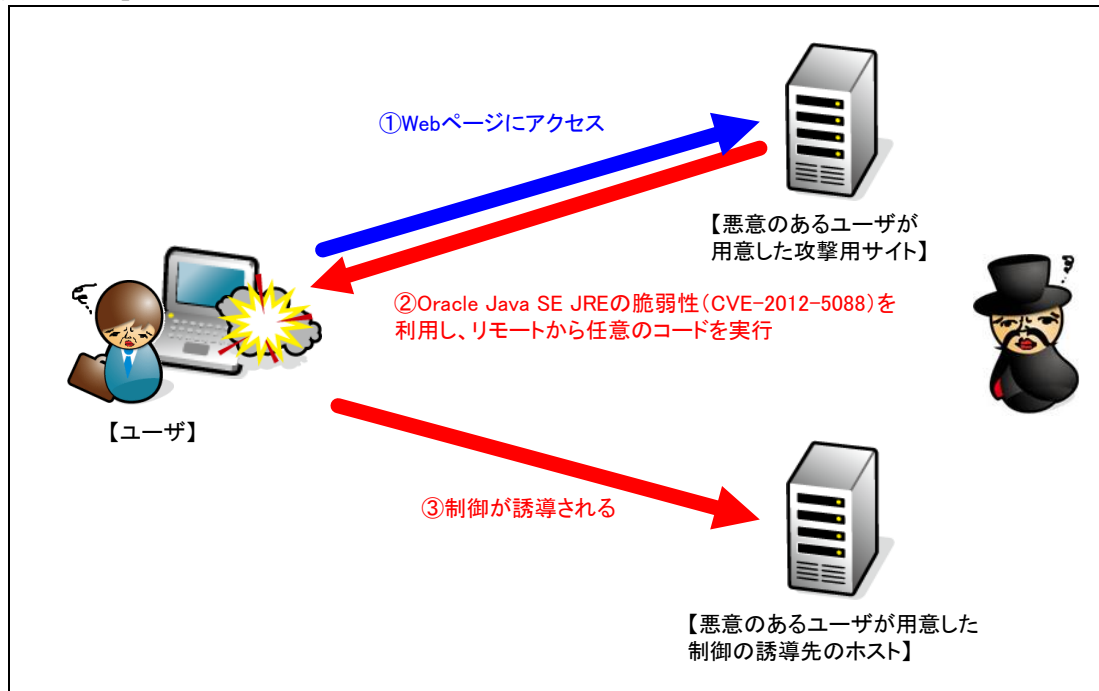 ①Webページにアクセス
【悪意のあるユーザが
用意した攻撃用サイト】
②Oracle Java SE JREの脆弱性(CVE-2012-5088)を
利用し、リモートから任意のコードを実行
【ユーザ】
③制御が誘導される
【悪意のあるユーザが用意した
制御の誘導先のホスト】